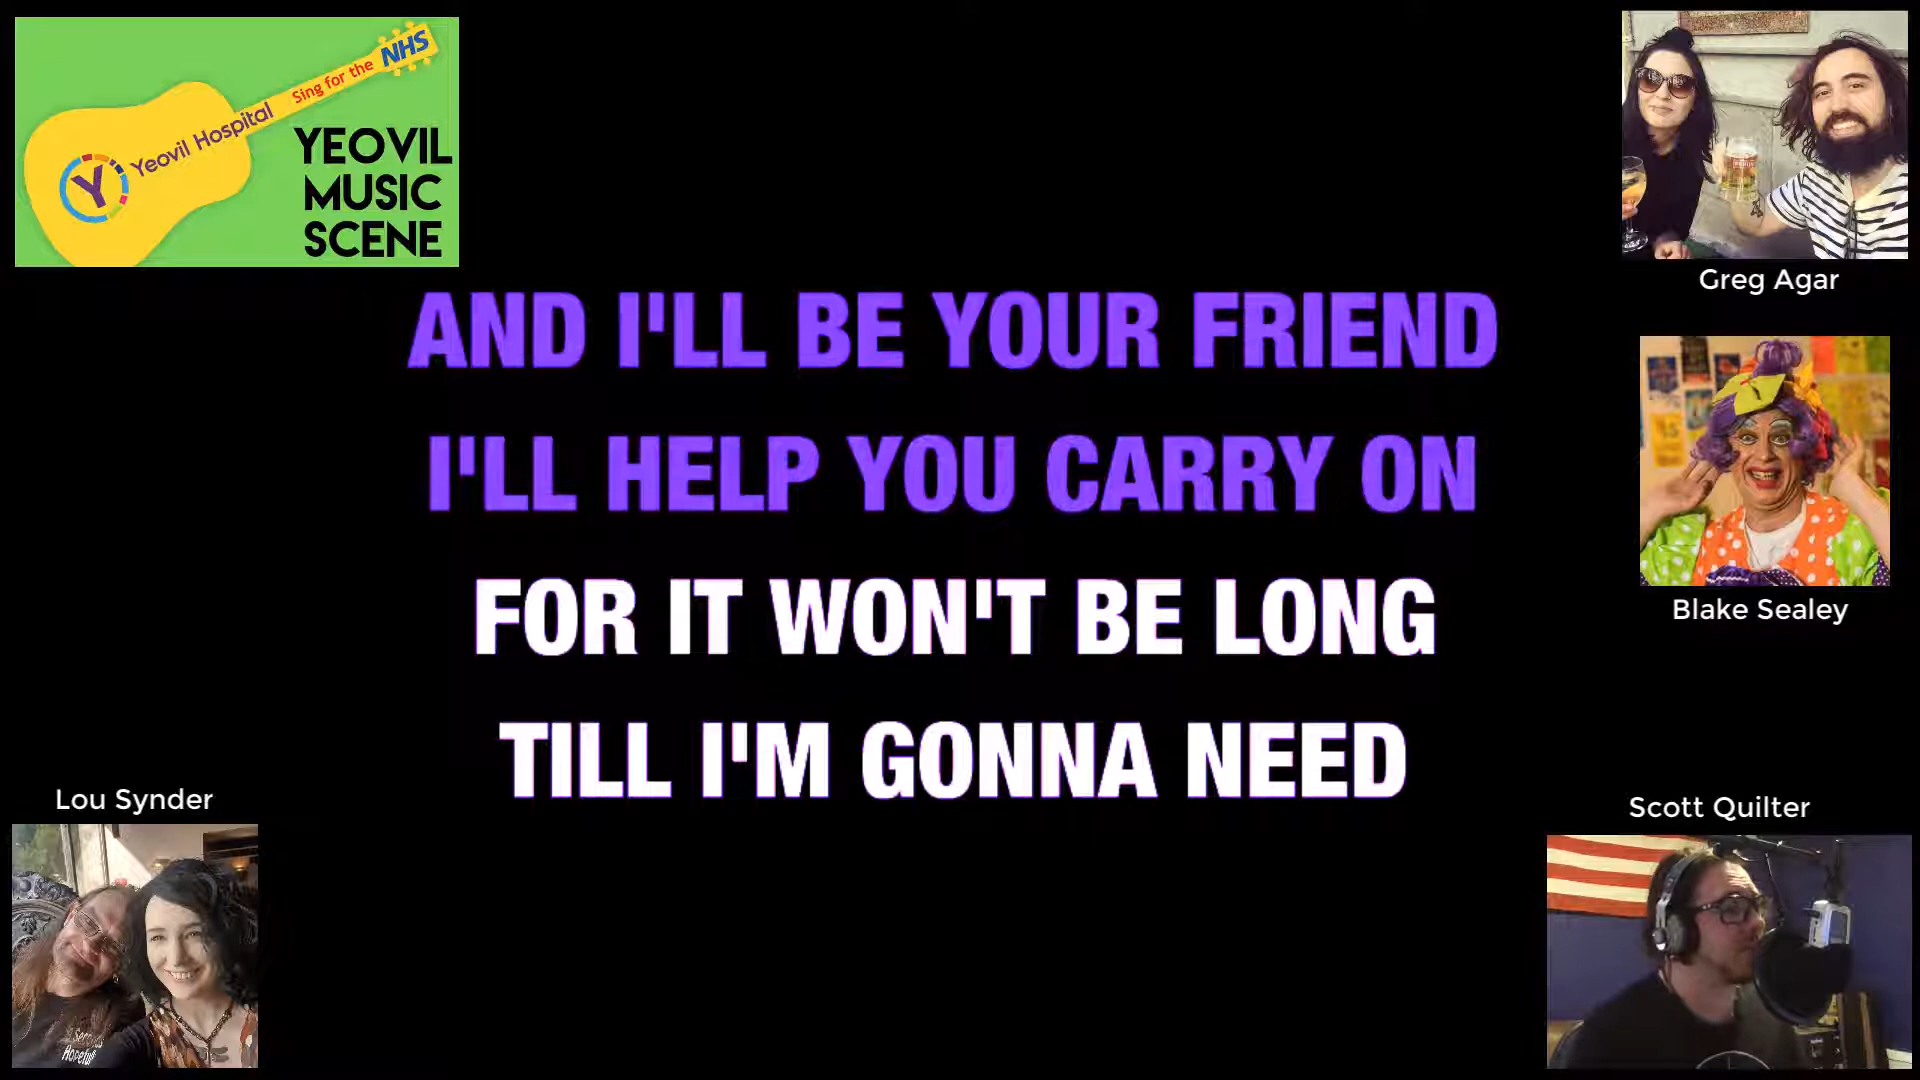 Yeovil Hospital Sing for the NHS
Y
YEOVIL
MUSIC
SCENE
Greg Agar
AND I'LL BE YOUR FRIEND
I'LL HELP YOU CARRY ON
FOR IT WON'T BE LONG
TILL I'M GONNA NEED
Blake Sealey
Lou Synder
Scott Quilter
Hopeful